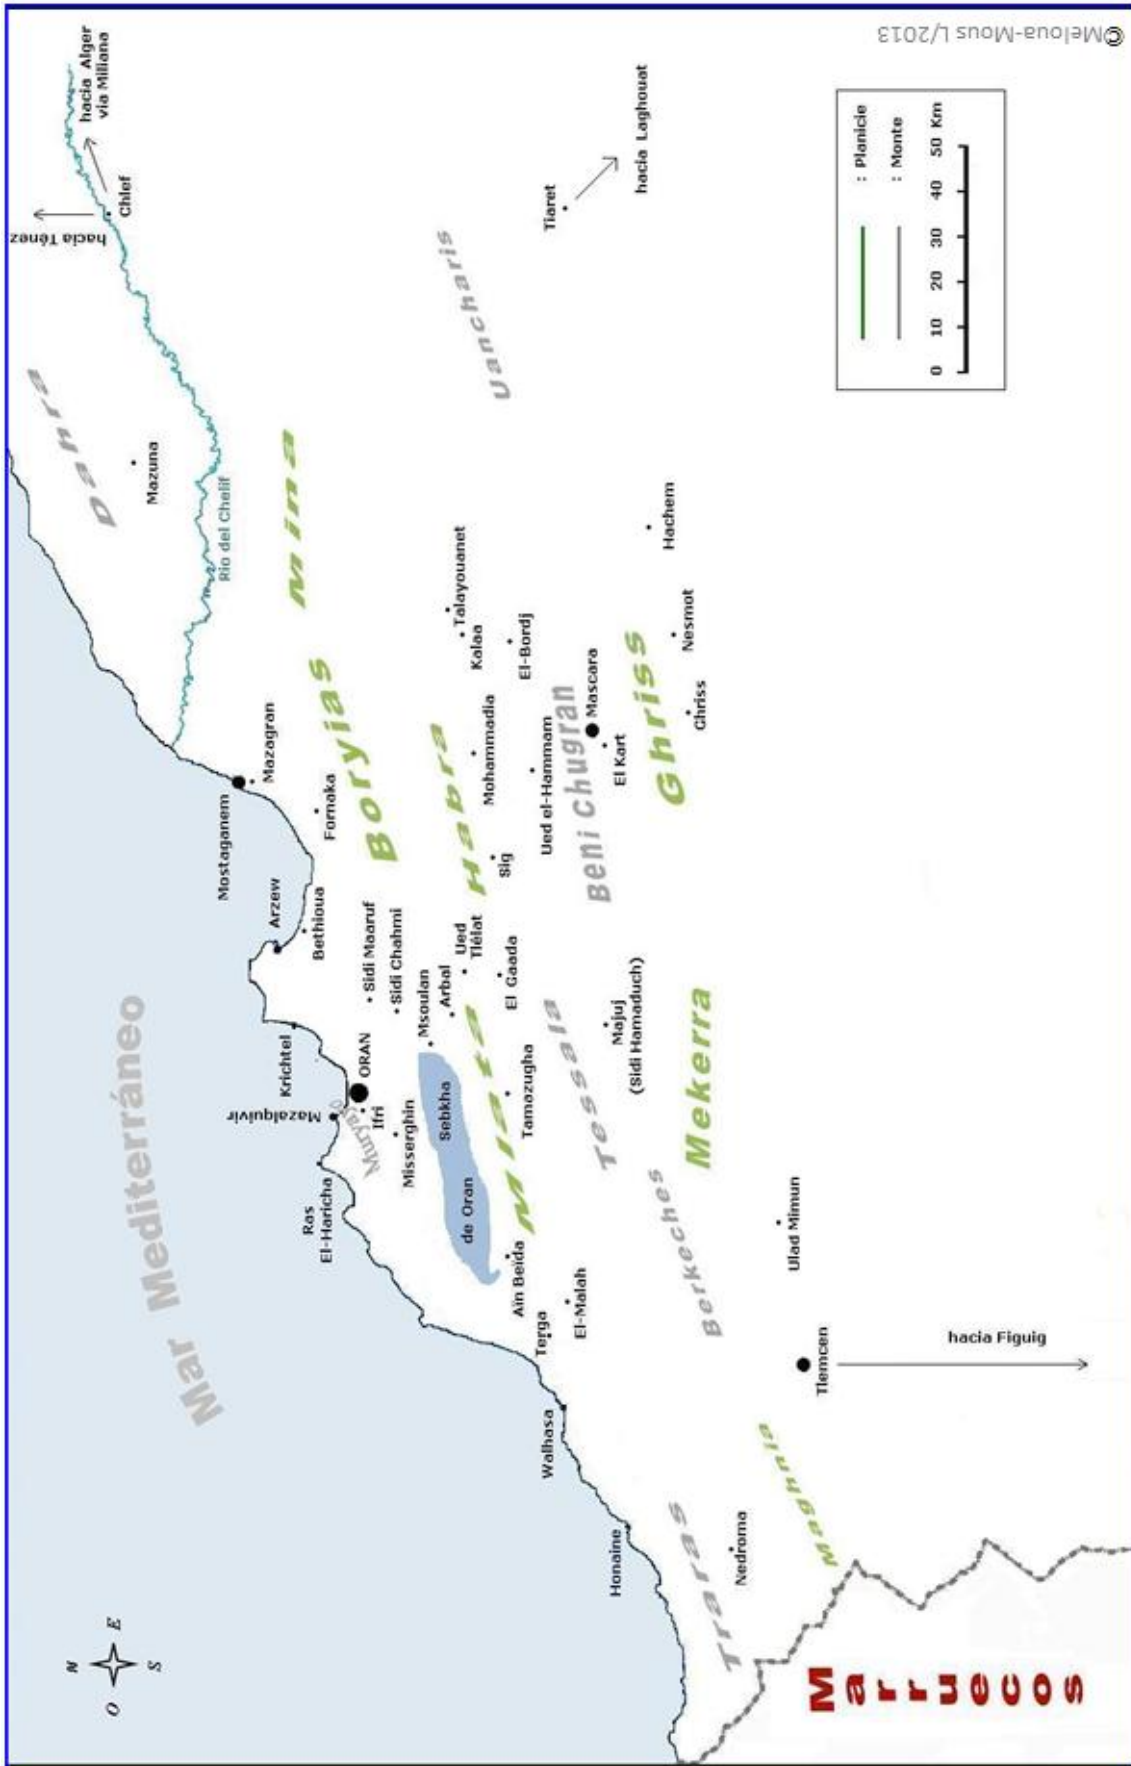 ©Meloua-Mous L/2013
N
O
E
S
Mar Mediterráneo
hacia Ténez
hacia Alger
via Miliana
Chlef
Dahra
Mazuna
Rio del Chelif
Mina
Uancharis
Tiaret
hacia Laghouat
Mostaganem
Mazagran
Fornaka
Boryias
Arzew
Bethioua
Krichtel
Mazalquivir
ORAN
Ifri
Muryayo
Sidi Maaruf
Sidi Chahmi
Msoulan
Arbal
Misserghin
Ras
El-Haricha
Sebkha
de Oran
Mlata
Ued
Tlélat
El Gaada
Tamazugha
Habra
Sig
Mohammadia
Kalaa
Talayouanet
El-Bordj
Ued el-Hammam
Beni Chugran
Mascara
El Kart
Ghriss
Ghriss
Nesmot
Hachem
Aïn Beïda
Terga
El-Malah
Tessala
Majuj
(Sidi Hamaduch)
Mekerra
Berkeches
Ulad Mimun
Tlemcen
hacia Figuig
Walhasa
Honaine
Traras
Nedroma
Maghnia
Marruecos
: Planicie
: Monte
0 10 20 30 40 50 Km